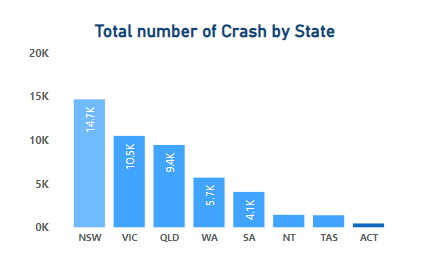 Total number of Crash by State
20K
15K
10K
5K
0K
14.7K
10.5K
9.4K
5.7K
4.1K
NSW VIC QLD WA SA NT TAS ACT